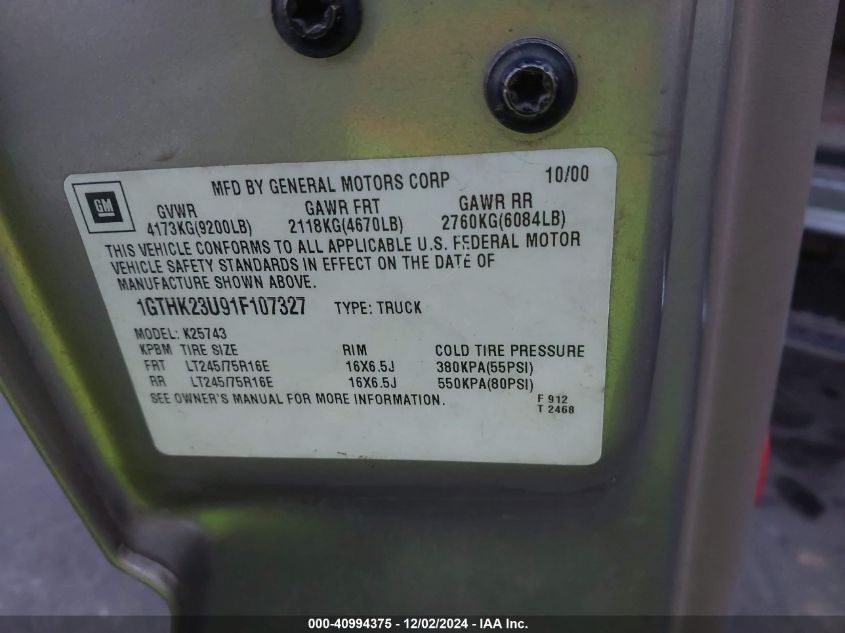 GM
MFD BY GENERAL MOTORS CORP 10/00
GVWR GAWR FRT GAWR RR
4173KG(9200LB) 2118KG(4670LB) 2760KG(6084LB)
THIS VEHICLE CONFORMS TO ALL APPLICABLE U.S. FEDERAL MOTOR
VEHICLE SAFETY STANDARDS IN EFFECT ON THE DATE OF
MANUFACTURE SHOWN ABOVE.
1GTHK23U91F107327 TYPE: TRUCK
MODEL: K25743
KPBM TIRE SIZE RIM COLD TIRE PRESSURE
FRT LT245/75R16E 16X6.5J 380KPA(55PSI)
RR LT245/75R16E 16X6.5J 550KPA(80PSI)
SEE OWNER'S MANUAL FOR MORE INFORMATION.
F 912
T 2468
000-40994375 - 12/02/2024 - IAA Inc.